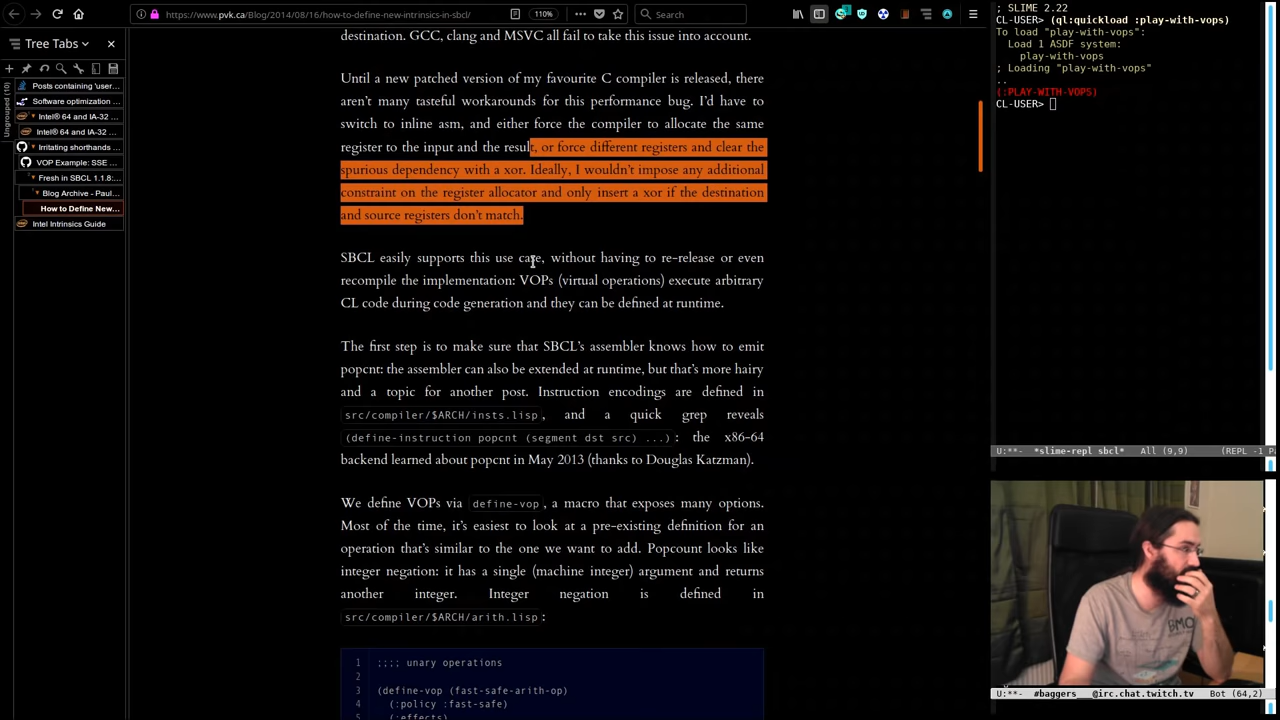 https://www.pvk.ca/Blog/2014/08/16/how-to-define-new-intrinsics-in-sbcl/
110%
Search
Tree Tabs
Ungrouped (10)
Posts containing 'user...
Software optimization ...
Intel® 64 and IA-32 ...
Intel® 64 and IA-32 ...
Irritating shorthands ...
VOP Example: SSE ...
Fresh in SBCL 1.1.8:...
Blog Archive - Paul...
How to Define New...
Intel Intrinsics Guide
destination. GCC, clang and MSVC all fail to take this issue into account.
Until a new patched version of my favourite C compiler is released, there
aren't many tasteful workarounds for this performance bug. I'd have to
switch to inline asm, and either force the compiler to allocate the same
register to the input and the result, or force different registers and clear the
spurious dependency with a xor. Ideally, I wouldn't impose any additional
constraint on the register allocator and only insert a xor if the destination
and source registers don't match.
SBCL easily supports this use case, without having to re-release or even
recompile the implementation: VOPs (virtual operations) execute arbitrary
CL code during code generation and they can be defined at runtime.
The first step is to make sure that SBCL's assembler knows how to emit
popcnt: the assembler can also be extended at runtime, but that's more hairy
and a topic for another post. Instruction encodings are defined in
src/compiler/$ARCH/insts.lisp, and a quick grep reveals
(define-instruction popcnt (segment dst src) ...): the x86-64
backend learned about popcnt in May 2013 (thanks to Douglas Katzman).
We define VOPs via define-vop, a macro that exposes many options.
Most of the time, it's easiest to look at a pre-existing definition for an
operation that's similar to the one we want to add. Popcount looks like
integer negation: it has a single (machine integer) argument and returns
another integer. Integer negation is defined in
src/compiler/$ARCH/arith.lisp:
1 ;;;; unary operations
2
3 (define-vop (fast-safe-arith-op)
4 (:policy :fast-safe)
5 (:effects)
; SLIME 2.22
CL-USER> (ql:quickload :play-with-vops)
To load "play-with-vops":
Load 1 ASDF system:
play-with-vops
; Loading "play-with-vops"
..
(:PLAY-WITH-VOPS)
CL-USER>
U:**- *slime-repl sbcl* All (9,9) (REPL -1 P
BMO
U:**- #baggers _@irc.chat.twitch.tv Bot (64,2)